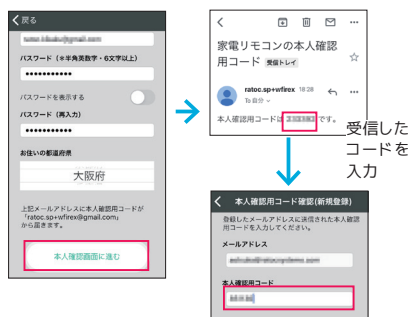 戻る
パスワード（※半角英数字・6文字以上）
パスワードを表示する
パスワード（再入力）
お住いの都道府県
大阪府
上記メールアドレスに本人確認用コードが
「ratoc.sp+wfirex@gmail.com」
から届きます。
本人確認画面に進む
家電リモコンの本人確認
用コード 受信トレイ
ratoc.sp+wfirex 18:28
To 自分
本人確認用コードは です。
受信した
コードを
入力
本人確認用コード確認(新規登録)
登録したメールアドレスに送信された本人確認
用コードを入力してください。
メールアドレス
本人確認用コード